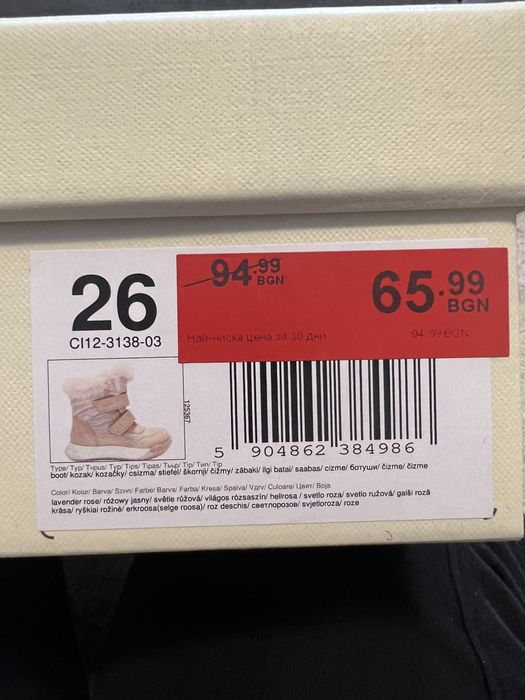 26
CI12-3138-03
94.99
BGN
65.99
BGN
Най-ниска цена за 30 дни
94.99 BGN
125367
5 904862 384986
Type/ Typ/ Типus/ Typ/ Tips/ Tipas/ Tüüp/ Tip/ Тип/ Tip
boot/ kozak/ kozačky/ csizma/ stiefel/ škornji/ čižmy/ zābaki/ ilgi batai/ saabas/ cizme/ ботуши/ čizme/ čizme
Color/ Kolor/ Barva/ Szín/ Farbe/ Barva/ Farba/ Krāsa/ Spalva/ Värv/ Culoare/ Цвят/ Boja
lavender rose/ różowy jasny/ světle růžová/ világos rózsaszín/ hellrosa / svetlo roza/ svetlo ružová/ gaiši rozā
krāsa/ ryškiai rožinė/ erkroosa(selge roosa)/ roz deschis/ светлорозов/ svjetloroza/ roze